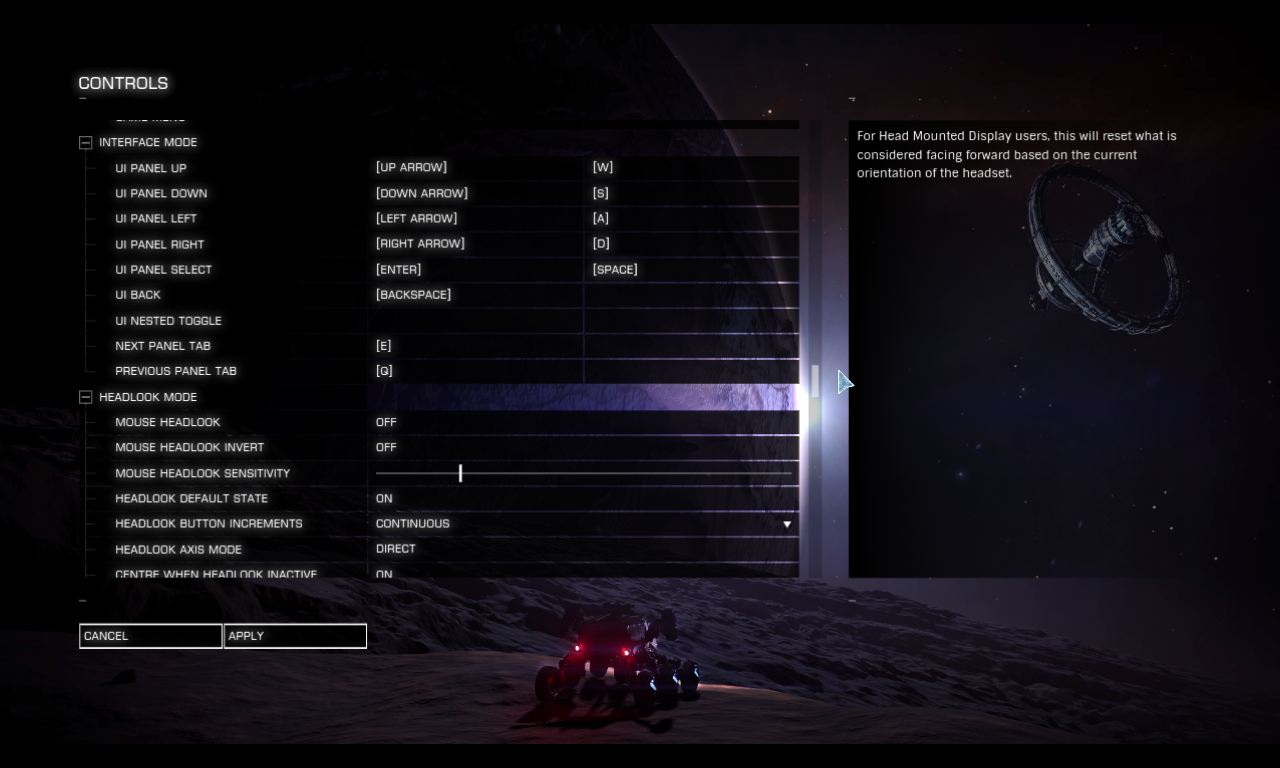 CONTROLS
INTERFACE MODE
UI PANEL UP [UP ARROW] [W]
UI PANEL DOWN [DOWN ARROW] [S]
UI PANEL LEFT [LEFT ARROW] [A]
UI PANEL RIGHT [RIGHT ARROW] [D]
UI PANEL SELECT [ENTER] [SPACE]
UI BACK [BACKSPACE]
UI NESTED TOGGLE
NEXT PANEL TAB [E]
PREVIOUS PANEL TAB [Q]
HEADLOOK MODE
MOUSE HEADLOOK OFF
MOUSE HEADLOOK INVERT OFF
MOUSE HEADLOOK SENSITIVITY
HEADLOOK DEFAULT STATE ON
HEADLOOK BUTTON INCREMENTS CONTINUOUS
HEADLOOK AXIS MODE DIRECT
CENTRE WHEN HEADLOOK INACTIVE ON
For Head Mounted Display users, this will reset what is
considered facing forward based on the current
orientation of the headset.
CANCEL APPLY